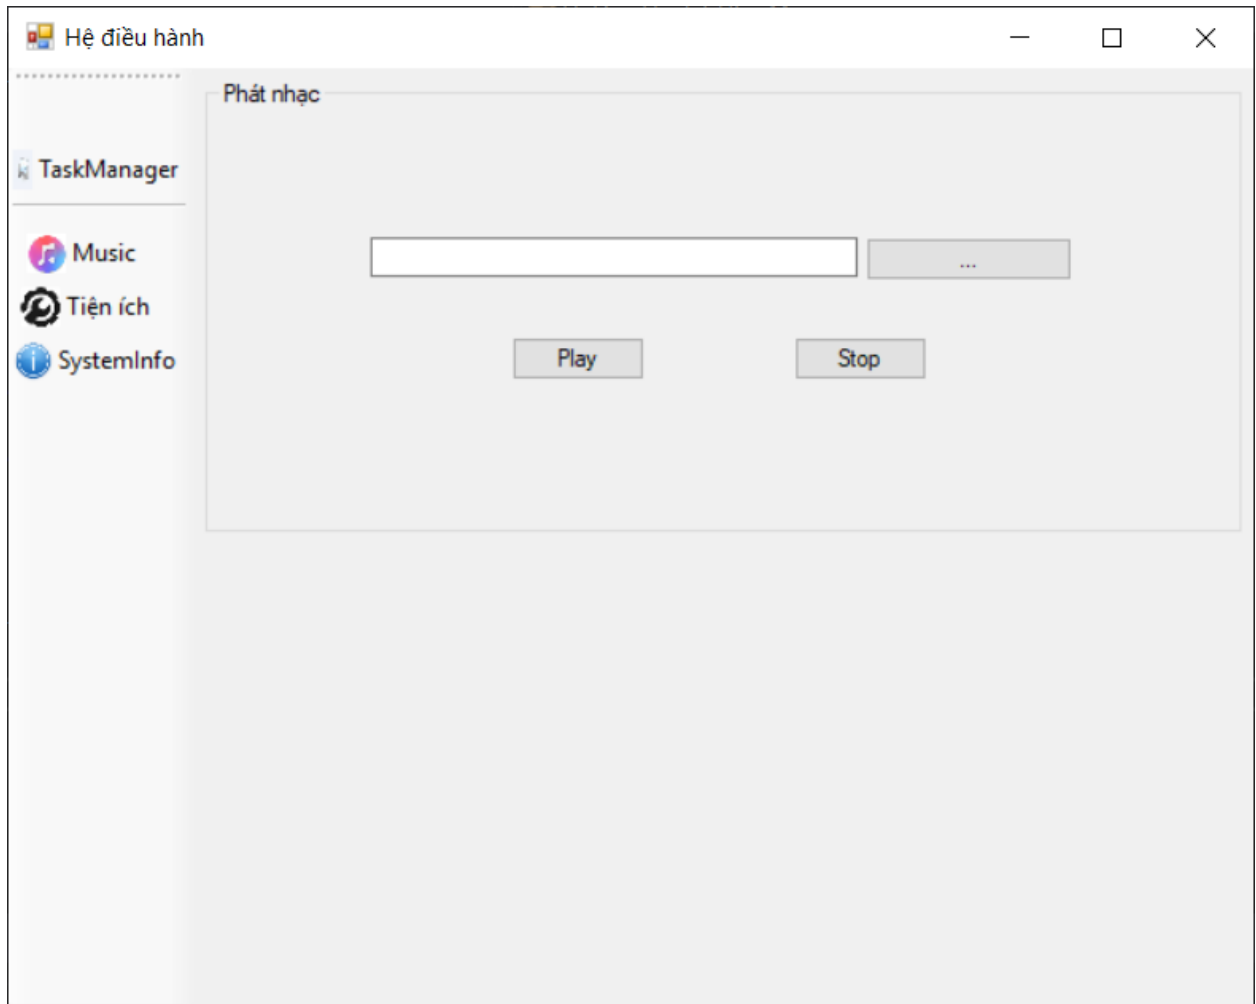 Hệ điều hành
Phát nhạc
TaskManager
Music
...
Tiện ích
Play
Stop
SystemInfo